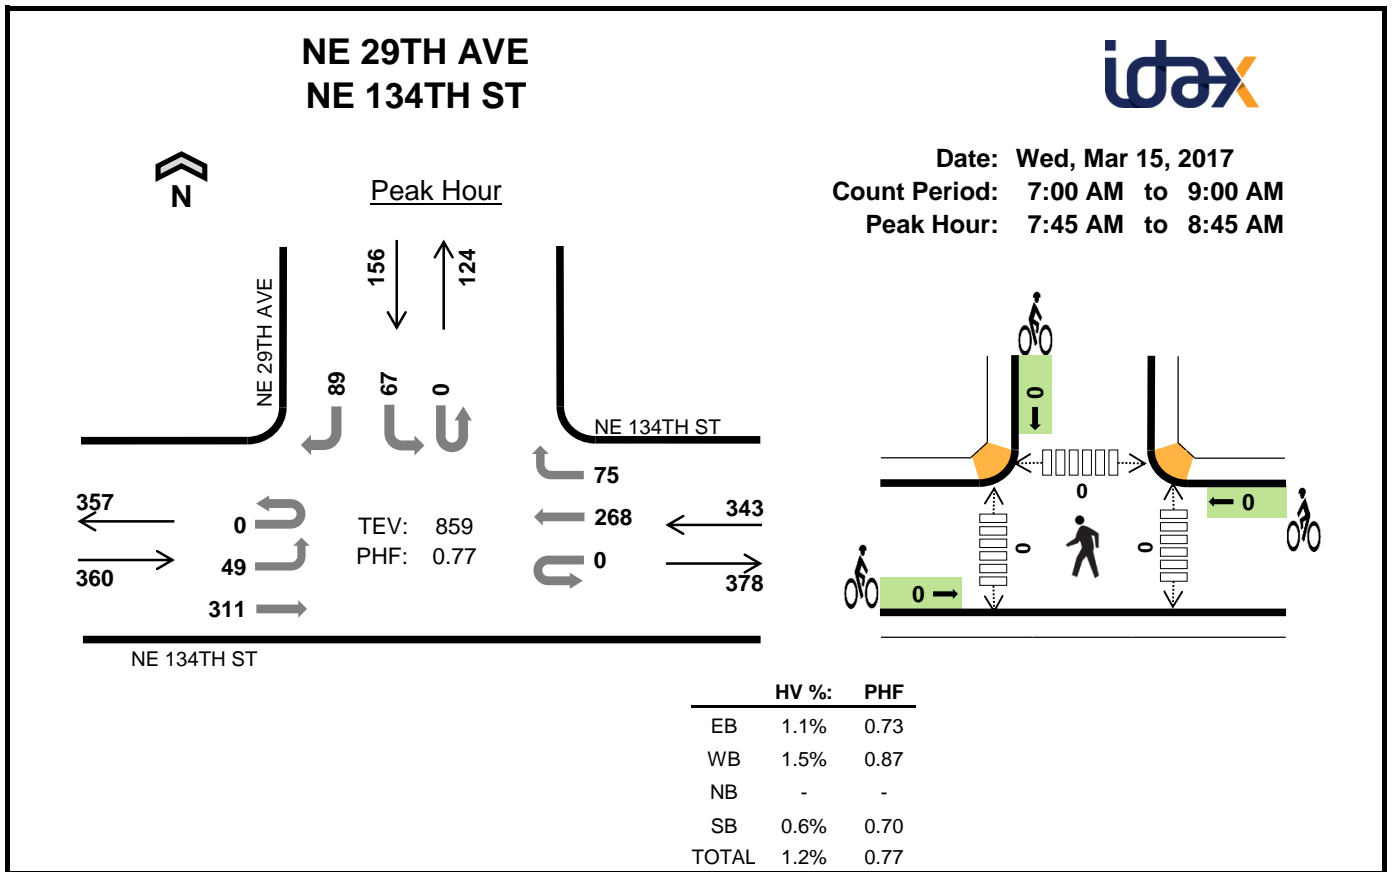 NE 29TH AVE
NE 134TH ST
idax
Date: Wed, Mar 15, 2017
Count Period: 7:00 AM to 9:00 AM
Peak Hour: 7:45 AM to 8:45 AM
N
Peak Hour
156
124
NE 29TH AVE
89
67
0
NE 134TH ST
75
357
0
TEV: 859
268
343
360
49
PHF: 0.77
0
378
311
NE 134TH ST
0
0
0
0
0
0
HV %: PHF
EB 1.1% 0.73
WB 1.5% 0.87
NB - -
SB 0.6% 0.70
TOTAL 1.2% 0.77